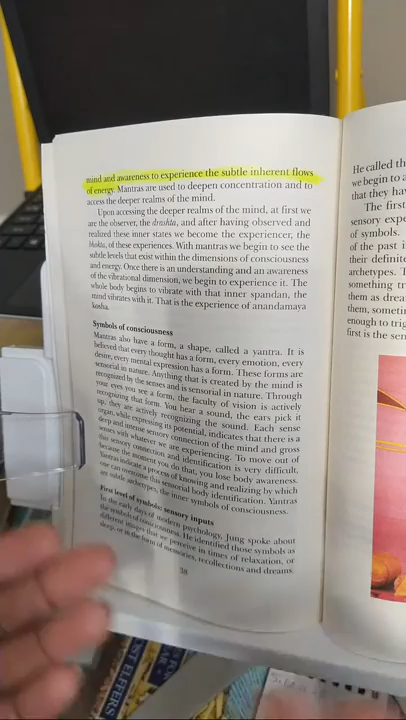 mind and awareness to experience the subtle inherent flows
of energy. Mantras are used to deepen concentration and to
access the deeper realms of the mind.
Upon accessing the deeper realms of the mind, at first we
are the observer, the drashta, and after having observed and
realized these inner states we become the experiencer, the
bhokta, of these experiences. With mantras we begin to see the
subtle levels that exist within the dimensions of consciousness
and energy. Once there is an understanding and an awareness
of the vibrational dimension, we begin to experience it. The
whole body begins to vibrate with that inner spandan, the
mind vibrates with it. That is the experience of anandamaya
kosha.
Symbols of consciousness
Mantras also have a form, a shape, called a yantra. It is
believed that every thought has a form, every emotion, every
desire, every mental expression has a form. These forms are
sensorial in nature. Anything that is created by the mind is
recognized by the senses and is sensorial in nature. Through
your eyes you see a form, the faculty of vision is actively
recognizing that form. You hear a sound, the ears pick it
up, they are actively recognizing the sound. Each sense
organ, while expressing its potential, indicates that there is a
deep and intense sensory connection of the mind and gross
senses with whatever we are experiencing. To move out of
this sensory connection and identification is very difficult,
because the moment you do that, you lose body awareness.
Yantras indicate a process of knowing and realizing by which
one can overcome this sensorial body identification. Yantras
are subtle archetypes, the inner symbols of consciousness.
First level of symbols: sensory inputs
In the early days of modern psychology, Jung spoke about
the symbols of consciousness. He identified those symbols as
different images that we perceive in times of relaxation, or
sleep, or in the form of memories, recollections and dreams.
38
He called th
we begin to a
that they hav
The first
sensory expe
of symbols.
of the past i
their definit
archetypes. T
something tr
them as drea
them, sometin
enough to trig
first is the sen
ST ELFFERS